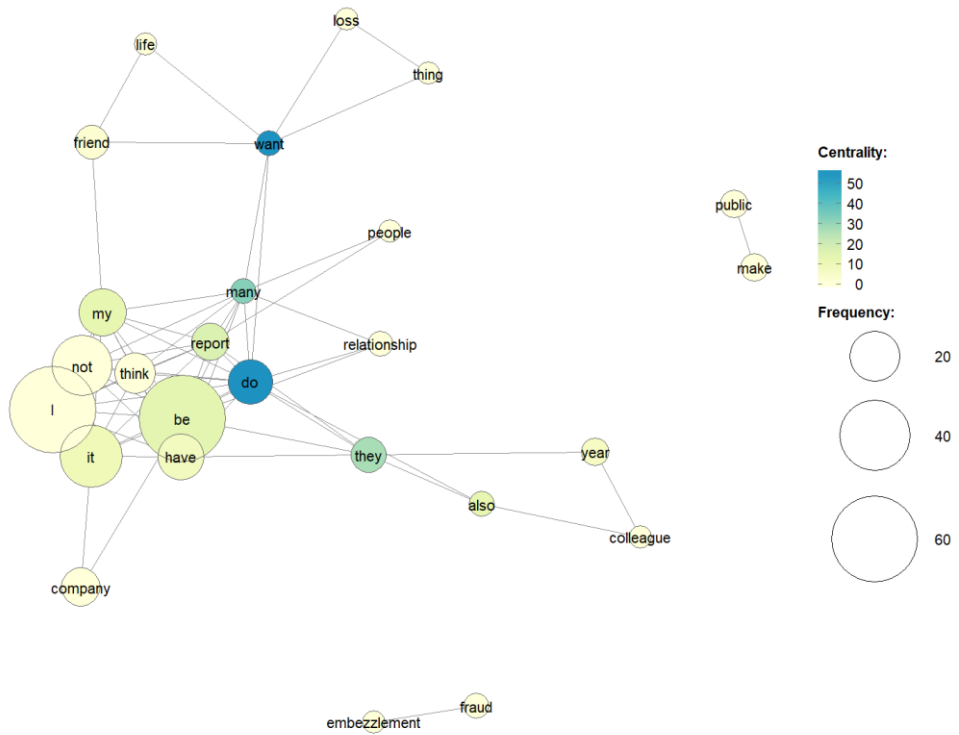 loss
life
thing
friend
want
Centrality:
50
40
30
20
10
0
public
people
make
many
my
Frequency:
report
relationship
20
not
think
do
I
be
40
it
have
they
year
also
colleague
60
company
fraud
embezzlement